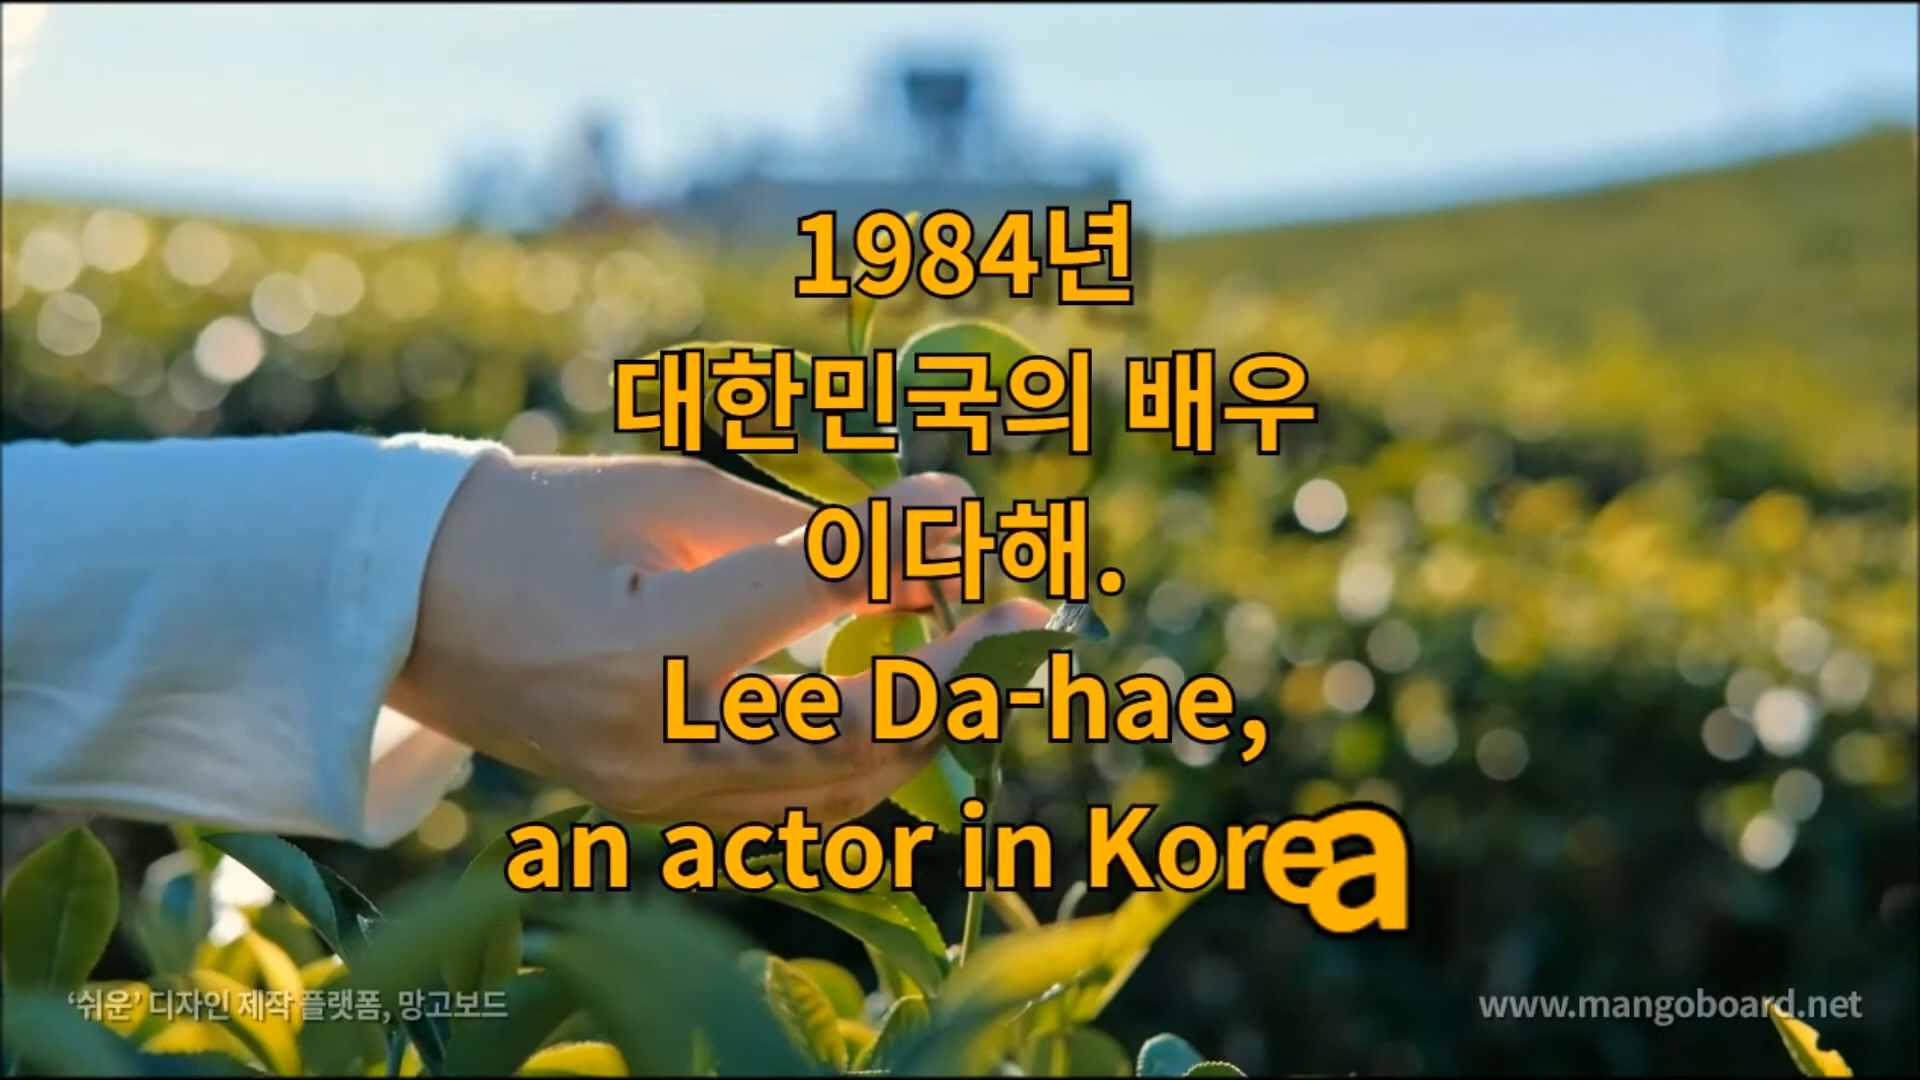 1984년
대한민국의 배우
이다해.
Lee Da-hae,
an actor in Korea
‘쉬운’ 디자인 제작 플랫폼, 망고보드
www.mangoboard.net